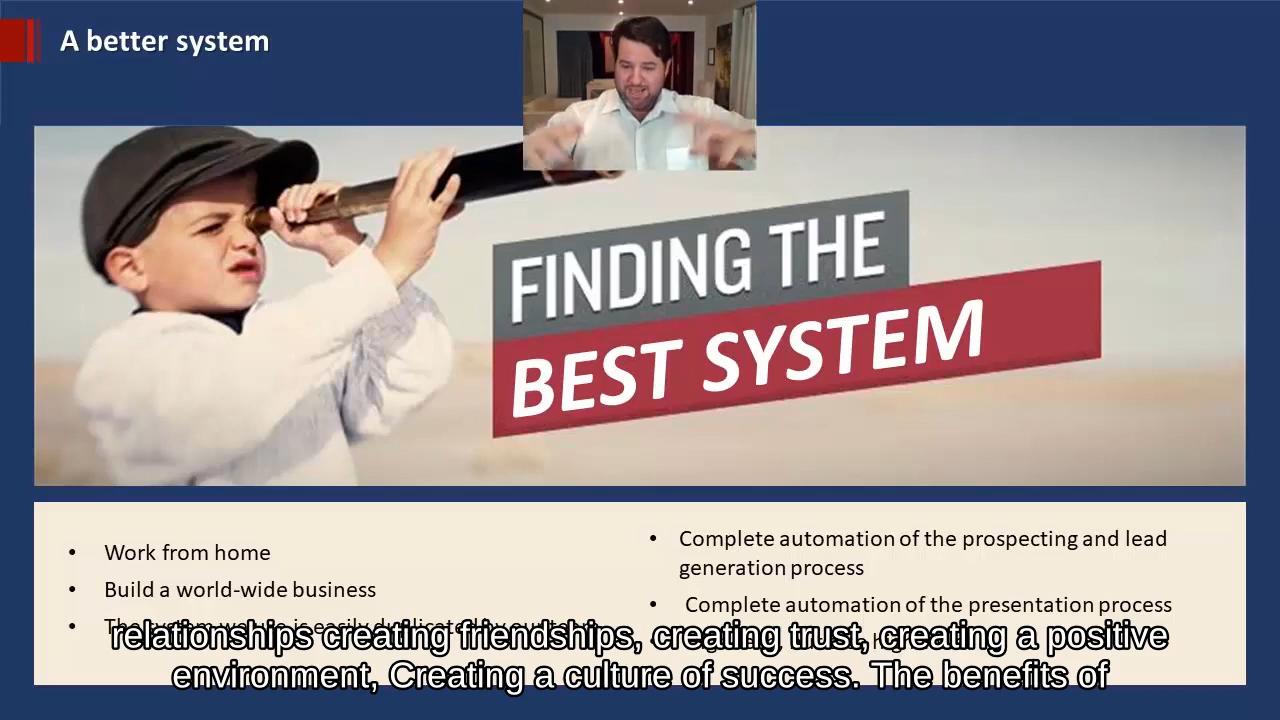 A better system
FINDING THE
BEST SYSTEM
• Work from home
• Build a world-wide business
•
• Complete automation of the prospecting and lead
generation process
• Complete automation of the presentation process
relationships creating friendships, creating trust, creating a positive
environment, Creating a culture of success. The benefits of